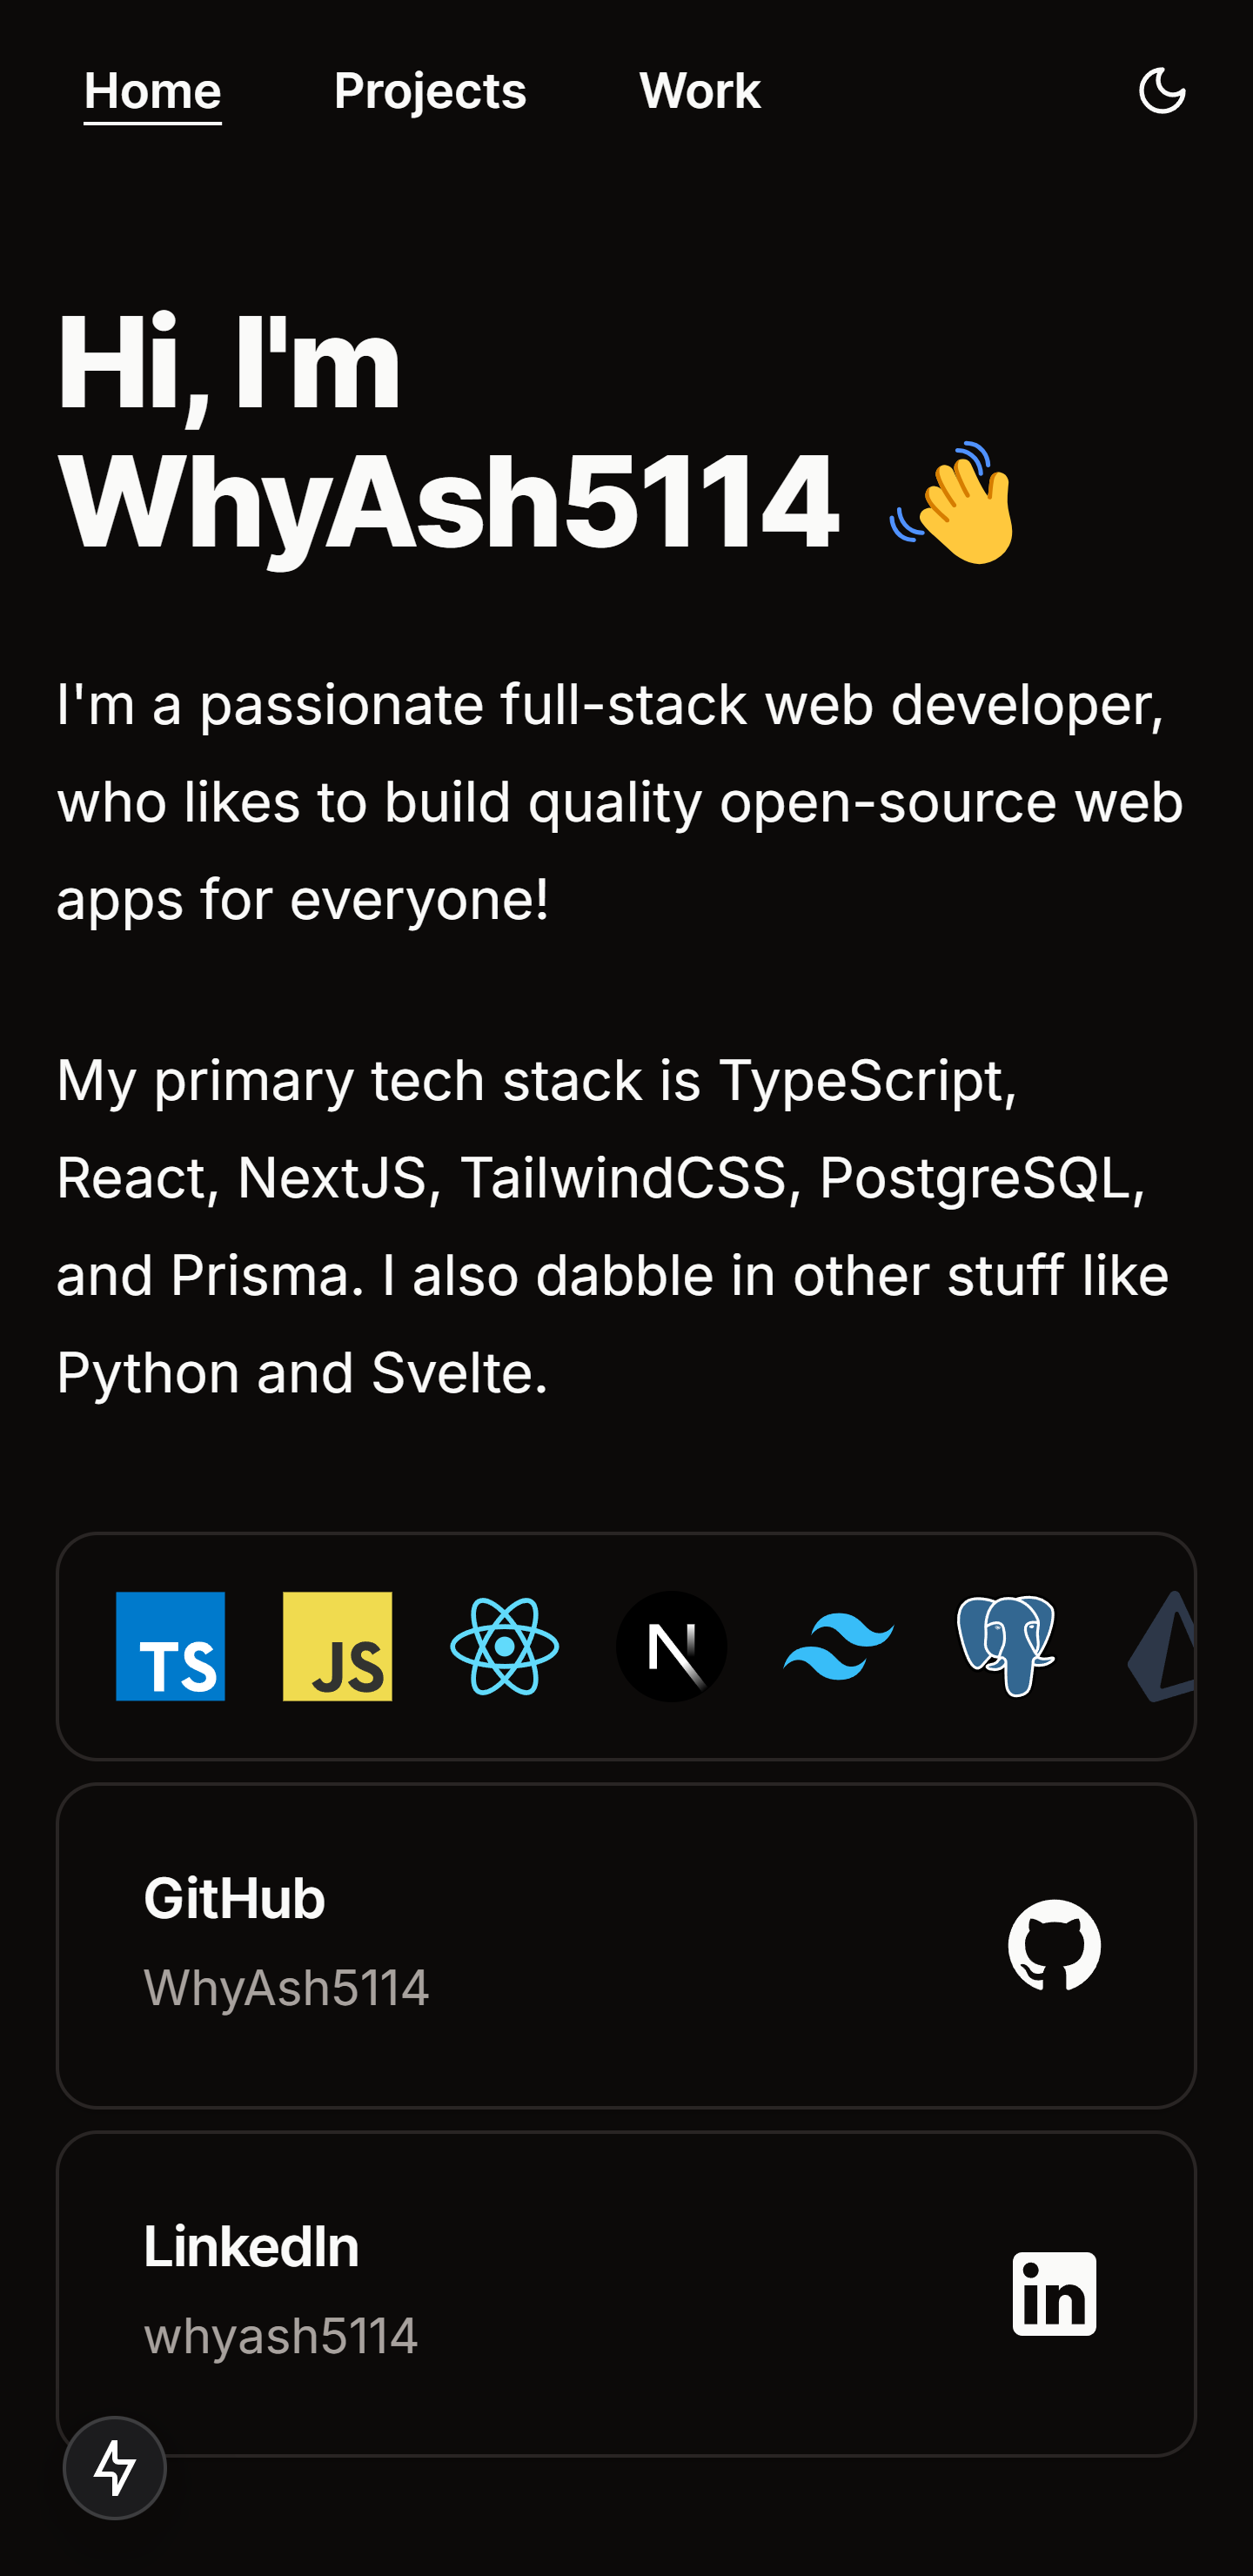 Home Projects Work
Hi, I'm
WhyAsh5114
I'm a passionate full-stack web developer,
who likes to build quality open-source web
apps for everyone!
My primary tech stack is TypeScript,
React, NextJS, TailwindCSS, PostgreSQL,
and Prisma. I also dabble in other stuff like
Python and Svelte.
TS JS N
GitHub
WhyAsh5114
LinkedIn
whyash5114
in